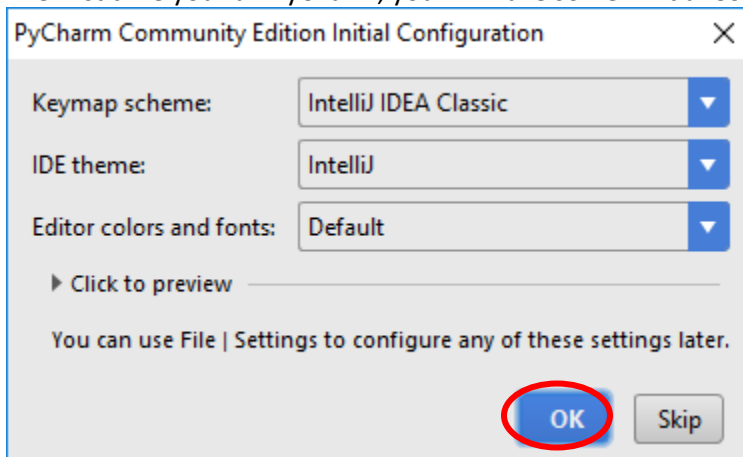 PyCharm Community Edition Initial Configuration
Keymap scheme: IntelliJ IDEA Classic
IDE theme: IntelliJ
Editor colors and fonts: Default
Click to preview
You can use File | Settings to configure any of these settings later.
OK Skip